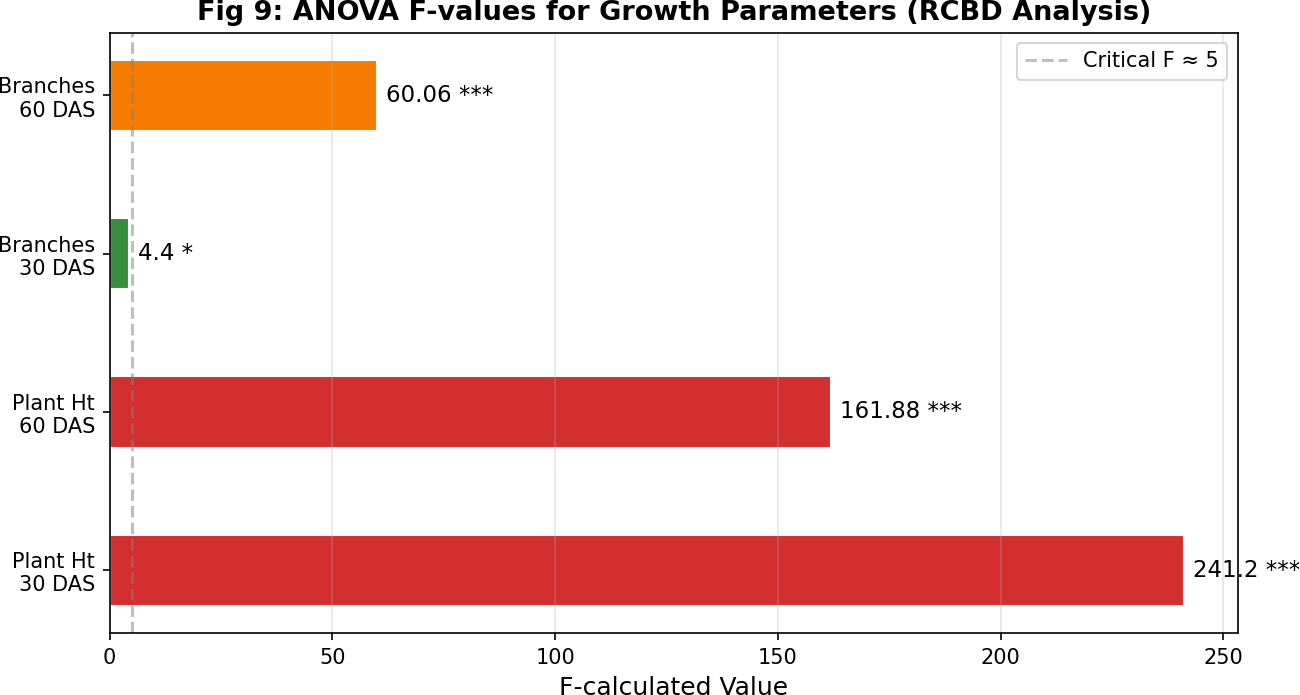 Fig 9: ANOVA F-values for Growth Parameters (RCBD Analysis)
Critical F ≈ 5
Branches
60 DAS
60.06 ***
Branches
30 DAS
4.4 *
Plant Ht
60 DAS
161.88 ***
Plant Ht
30 DAS
241.2 ***
0 50 100 150 200 250
F-calculated Value